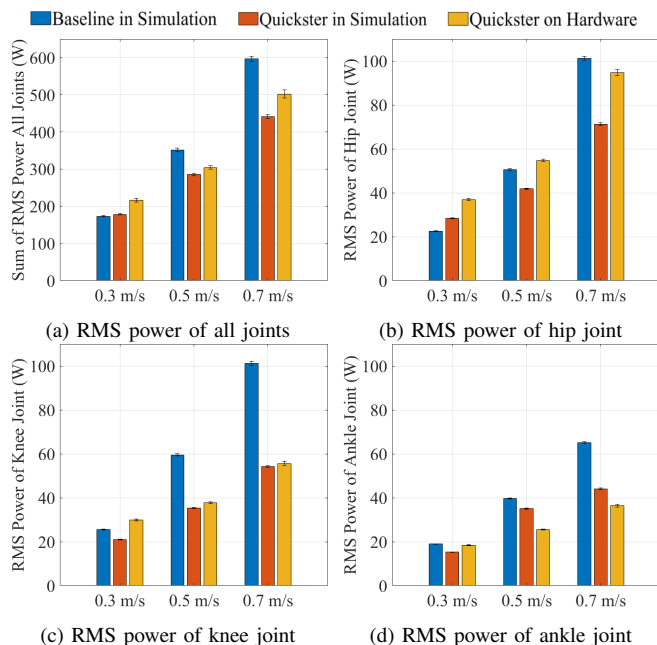 Baseline in Simulation Quickster in Simulation Quickster on Hardware
Sum of RMS Power All Joints (W)
600
500
400
300
200
100
0
0.3 m/s 0.5 m/s 0.7 m/s
(a) RMS power of all joints
RMS Power of Hip Joint (W)
100
80
60
40
20
0
0.3 m/s 0.5 m/s 0.7 m/s
(b) RMS power of hip joint
RMS Power of Knee Joint (W)
100
80
60
40
20
0
0.3 m/s 0.5 m/s 0.7 m/s
(c) RMS power of knee joint
RMS Power of Ankle Joint (W)
100
80
60
40
20
0
0.3 m/s 0.5 m/s 0.7 m/s
(d) RMS power of ankle joint